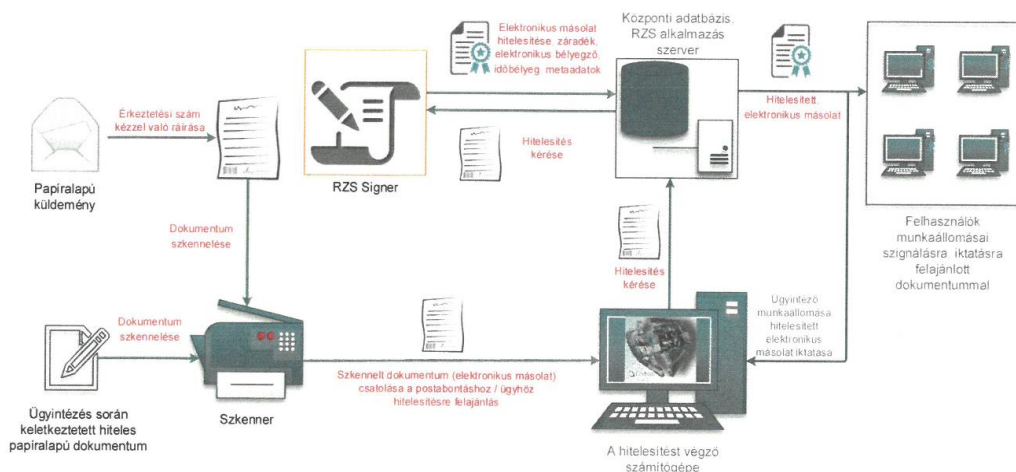 Elektronikus másolat
hitelesítése, záradék,
elektronikus bélyegző,
időbélyeg, metaadatok
Központi adatbázis,
RZS alkalmazás
szerver
Érkeztetési szám
kézzel való ráírása
Hitelesítés
kérése
Hitelesített,
elektronikus másolat
Papíralapú
küldemény
RZS Signer
Dokumentum
szkennelése
Hitelesítés
kérése
Felhasználók
munkaállomásai
szignálásra, iktatásra
felajánlott
dokumentummal
Dokumentum
szkennelése
Ügyintéző
munkaállomása
hitelesített
elektronikus
másolat iktatása
Szkennelt dokumentum (elektronikus másolat)
csatolása a postabontáshoz / ügyhöz
hitelesítésre felajánlás
Szkenner
Ügyintézés során
keletkeztetett hiteles
papíralapú dokumentum
A hitelesítést végző
számítógépe